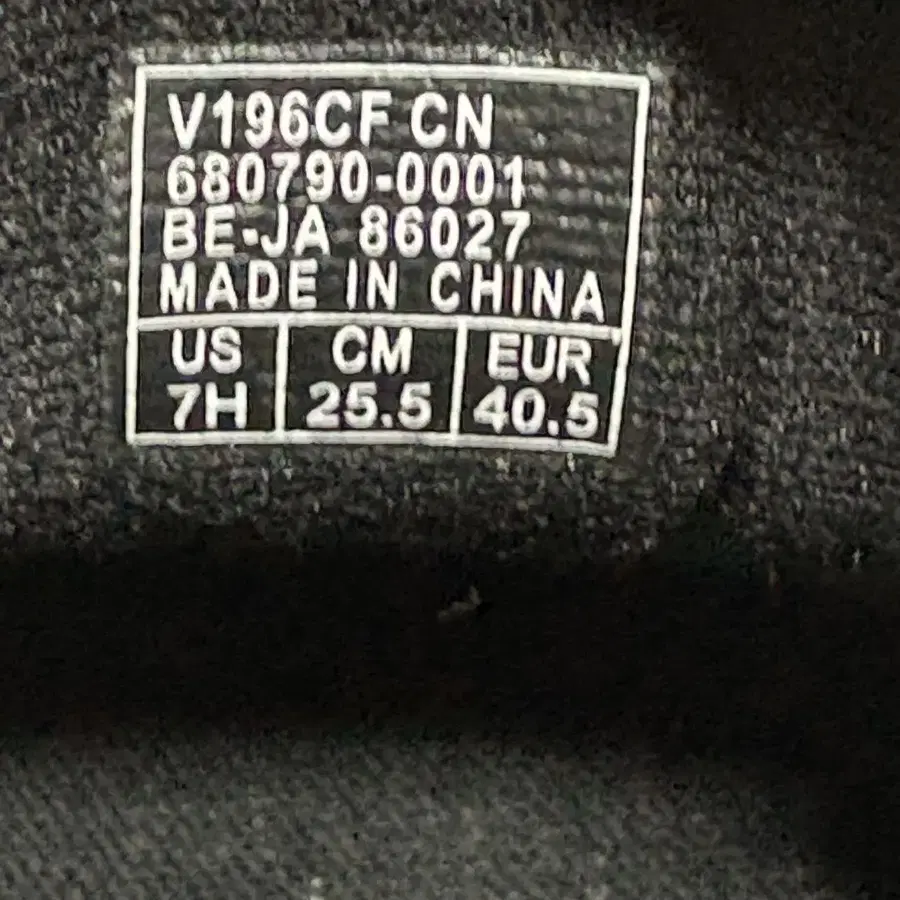 V196CF CN
680790-0001
BE-JA 86027
MADE IN CHINA
US CM EUR
7H 25.5 40.5